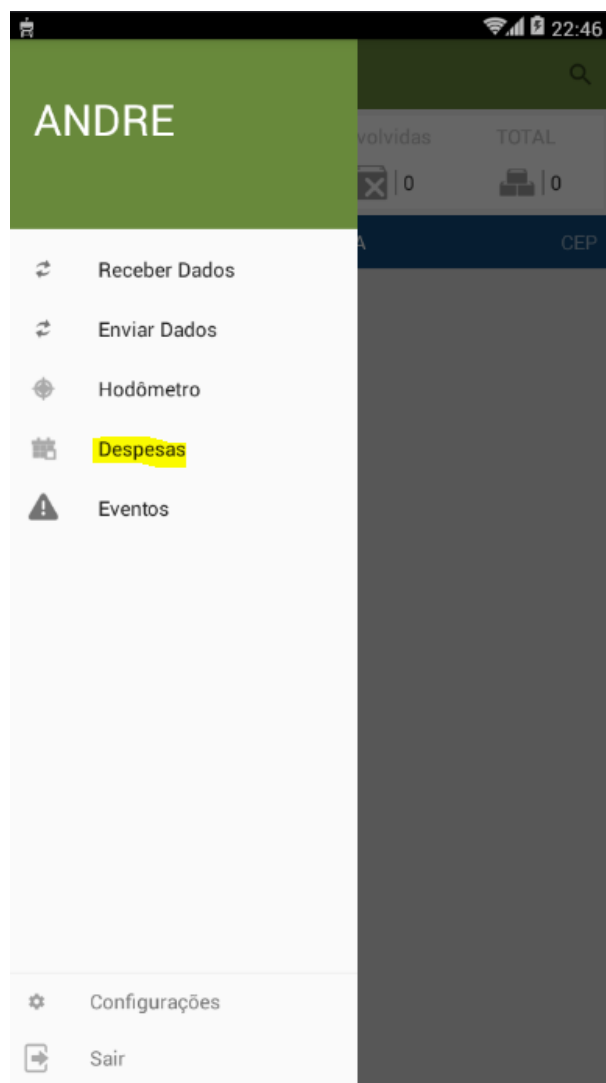 22:46
ANDRE
volvidas TOTAL
0 0
A CEP
Receber Dados
Enviar Dados
Hodômetro
Despesas
Eventos
Configurações
Sair